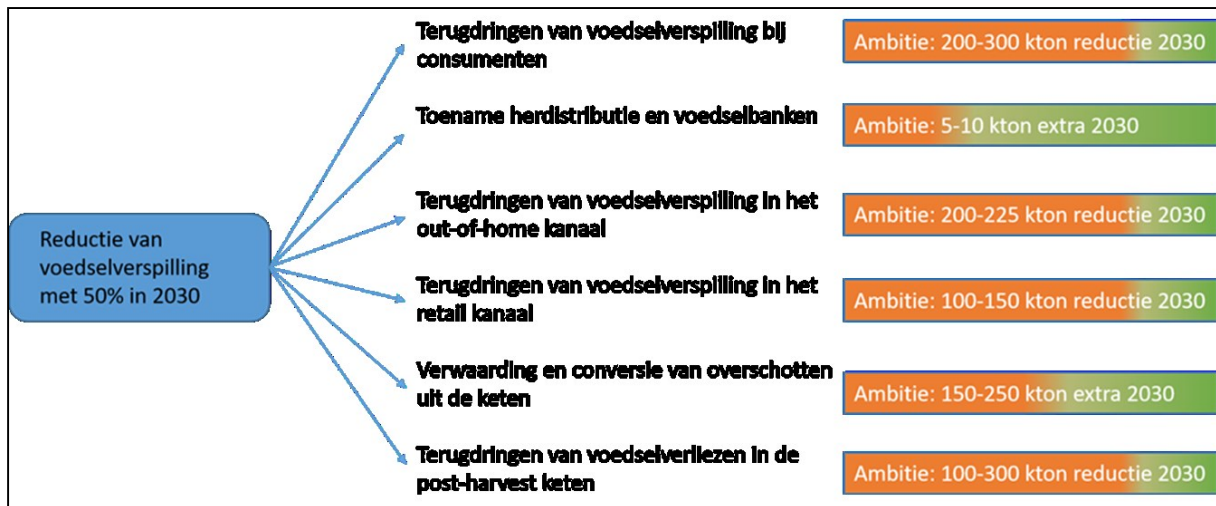 Reductie van
voedselverspilling
met 50% in 2030
Terugdringen van voedselverspilling bij
consumenten
Ambitie: 200-300 kton reductie 2030
Toename herdistributie en voedselbanken
Ambitie: 5-10 kton extra 2030
Terugdringen van voedselverspilling in het
out-of-home kanaal
Ambitie: 200-225 kton reductie 2030
Terugdringen van voedselverspilling in het
retail kanaal
Ambitie: 100-150 kton reductie 2030
Verwaarding en conversie van overschotten
uit de keten
Ambitie: 150-250 kton extra 2030
Terugdringen van voedselverliezen in de
post-harvest keten
Ambitie: 100-300 kton reductie 2030